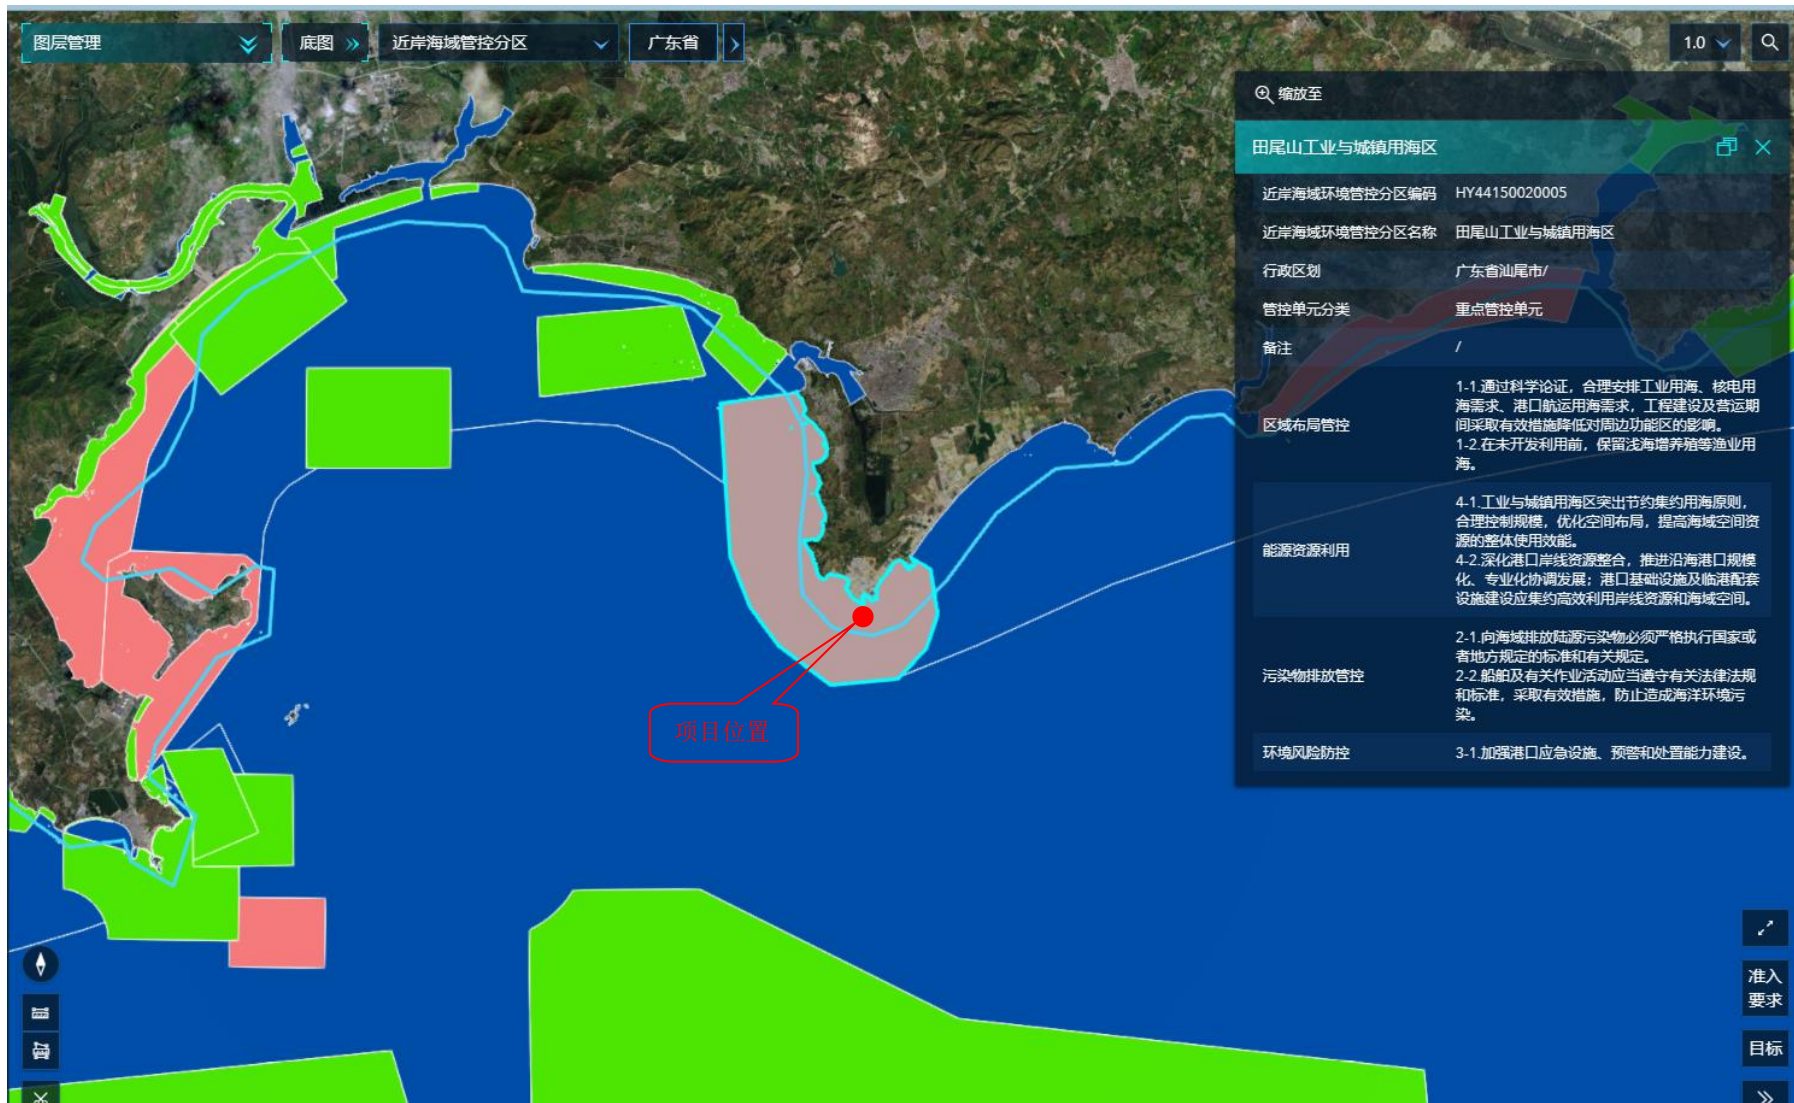 图层管理
底图
近岸海域管控分区
广东省
1.0
缩放至
田尾山工业与城镇用海区
近岸海域环境管控分区编码 HY44150020005
近岸海域环境管控分区名称 田尾山工业与城镇用海区
行政区划 广东省汕尾市/
管控单元分类 重点管控单元
备注 /
区域布局管控
1-1.通过科学论证，合理安排工业用海、核电用
海需求、港口航运用海需求，工程建设及营运期
间采取有效措施降低对周边功能区的影响。
1-2.在未开发利用前，保留浅海增养殖等渔业用
海。
能源资源利用
4-1.工业与城镇用海区突出节约集约用海原则，
合理控制规模，优化空间布局，提高海域空间资
源的整体使用效能。
4-2.深化港口岸线资源整合，推进沿海港口规模
化、专业化协调发展；港口基础设施及临港配套
设施建设应集约高效利用岸线资源和海域空间。
污染物排放管控
2-1.向海域排放陆源污染物必须严格执行国家或
者地方规定的标准和有关规定。
2-2.船舶及有关作业活动应当遵守有关法律法规
和标准，采取有效措施，防止造成海洋环境污
染。
环境风险防控 3-1.加强港口应急设施、预警和处置能力建设。
项目位置
准入
要求
目标